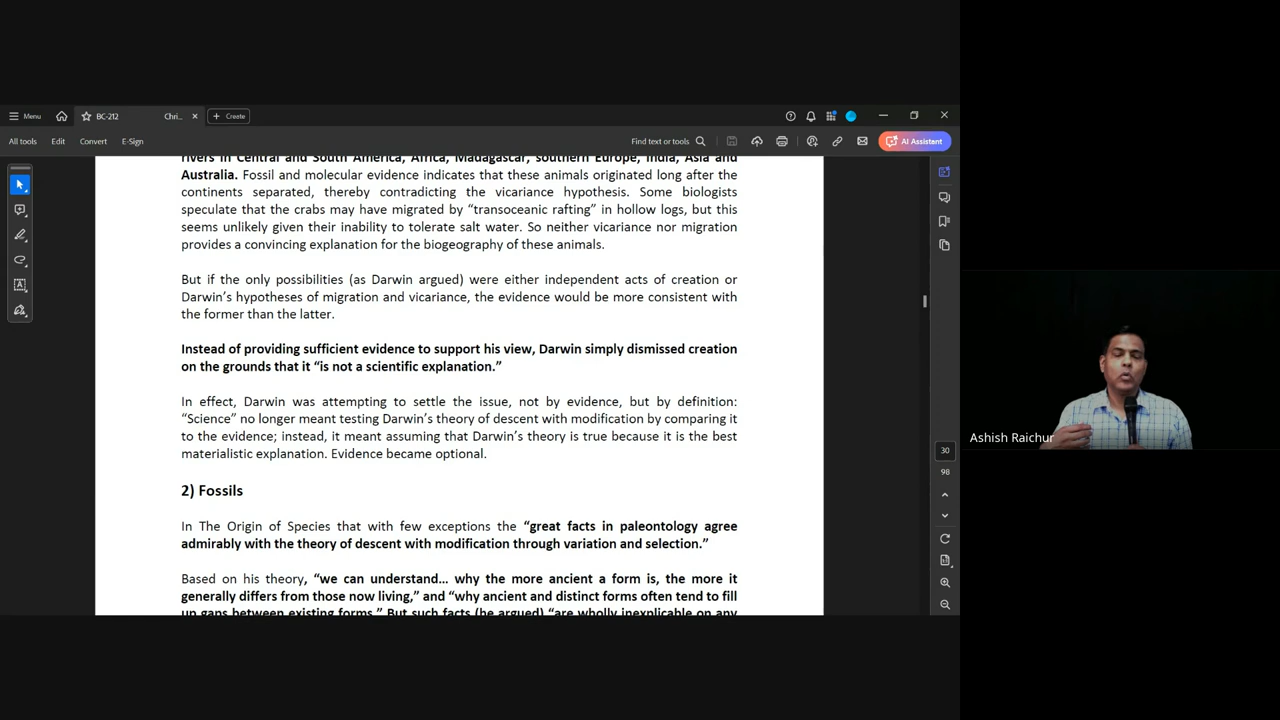 Menu
BC-212
Chri...
Create
All tools
Edit
Convert
E-Sign
Find text or tools
AI Assistant
rivers in Central and South America, Africa, Madagascar, southern Europe, India, Asia and
Australia. Fossil and molecular evidence indicates that these animals originated long after the
continents separated, thereby contradicting the vicariance hypothesis. Some biologists
speculate that the crabs may have migrated by “transoceanic rafting” in hollow logs, but this
seems unlikely given their inability to tolerate salt water. So neither vicariance nor migration
provides a convincing explanation for the biogeography of these animals.
But if the only possibilities (as Darwin argued) were either independent acts of creation or
Darwin’s hypotheses of migration and vicariance, the evidence would be more consistent with
the former than the latter.
Instead of providing sufficient evidence to support his view, Darwin simply dismissed creation
on the grounds that it “is not a scientific explanation.”
In effect, Darwin was attempting to settle the issue, not by evidence, but by definition:
“Science” no longer meant testing Darwin’s theory of descent with modification by comparing it
to the evidence; instead, it meant assuming that Darwin’s theory is true because it is the best
materialistic explanation. Evidence became optional.
2) Fossils
In The Origin of Species that with few exceptions the “great facts in paleontology agree
admirably with the theory of descent with modification through variation and selection.”
Based on his theory, “we can understand… why the more ancient a form is, the more it
generally differs from those now living,” and “why ancient and distinct forms often tend to fill
up gaps between existing forms.” But such facts (he argued) “are wholly inexplicable on any
30
98
Ashish Raichur